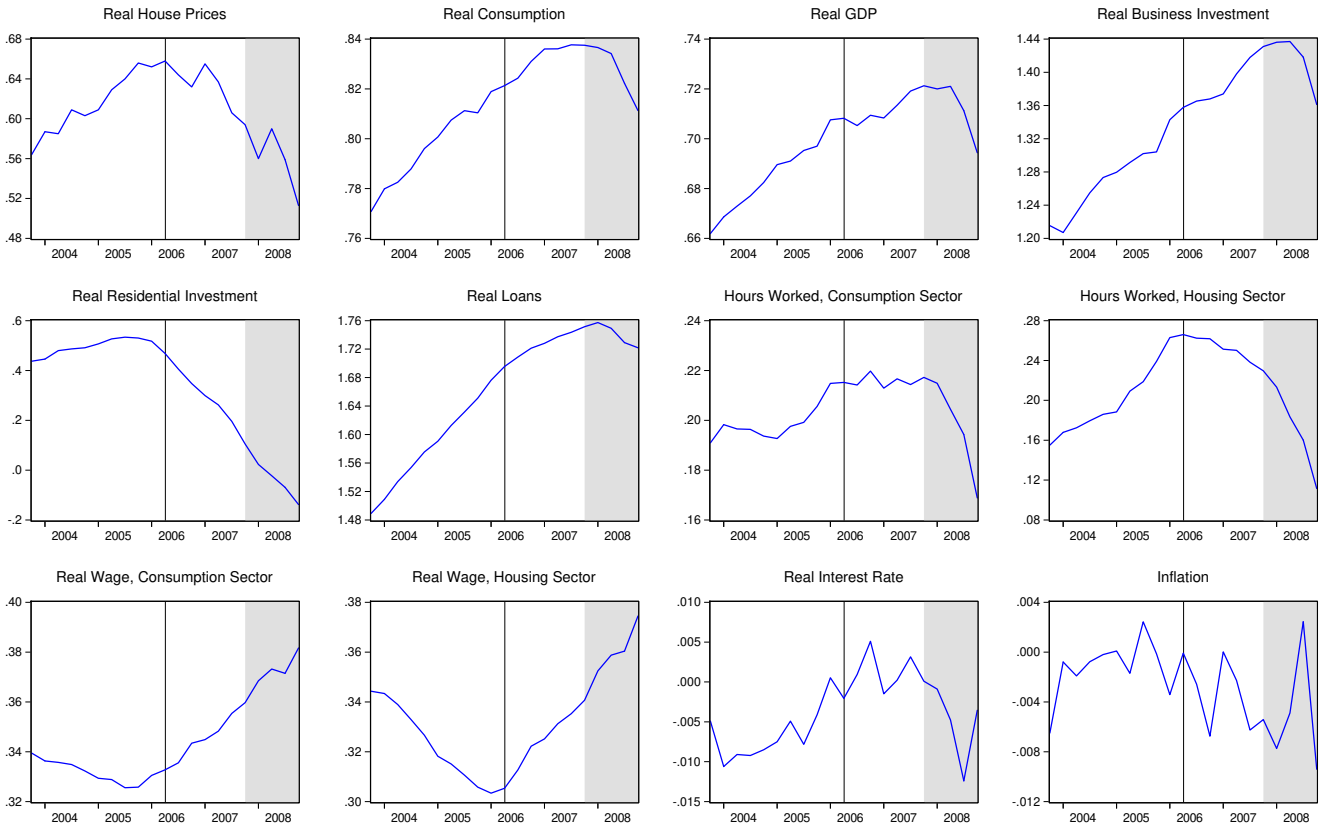 Real House Prices
.68
.64
.60
.56
.52
.48
2004 2005 2006 2007 2008
Real Consumption
.84
.82
.80
.78
.76
2004 2005 2006 2007 2008
Real GDP
.74
.72
.70
.68
.66
2004 2005 2006 2007 2008
Real Business Investment
1.44
1.40
1.36
1.32
1.28
1.24
1.20
2004 2005 2006 2007 2008
Real Residential Investment
.6
.4
.2
.0
-.2
2004 2005 2006 2007 2008
Real Loans
1.76
1.72
1.68
1.64
1.60
1.56
1.52
1.48
2004 2005 2006 2007 2008
Hours Worked, Consumption Sector
.24
.22
.20
.18
.16
2004 2005 2006 2007 2008
Hours Worked, Housing Sector
.28
.24
.20
.16
.12
.08
2004 2005 2006 2007 2008
Real Wage, Consumption Sector
.40
.38
.36
.34
.32
2004 2005 2006 2007 2008
Real Wage, Housing Sector
.38
.36
.34
.32
.30
2004 2005 2006 2007 2008
Real Interest Rate
.010
.005
.000
-.005
-.010
-.015
2004 2005 2006 2007 2008
Inflation
.004
.000
-.004
-.008
-.012
2004 2005 2006 2007 2008